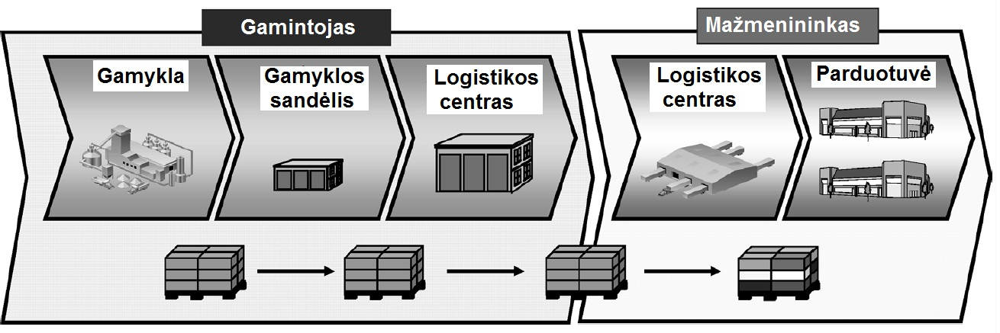 Gamintojas
Mažmenininkas
Gamykla
Gamyklos
sandėlis
Logistikos
centras
Logistikos
centras
Parduotuvė